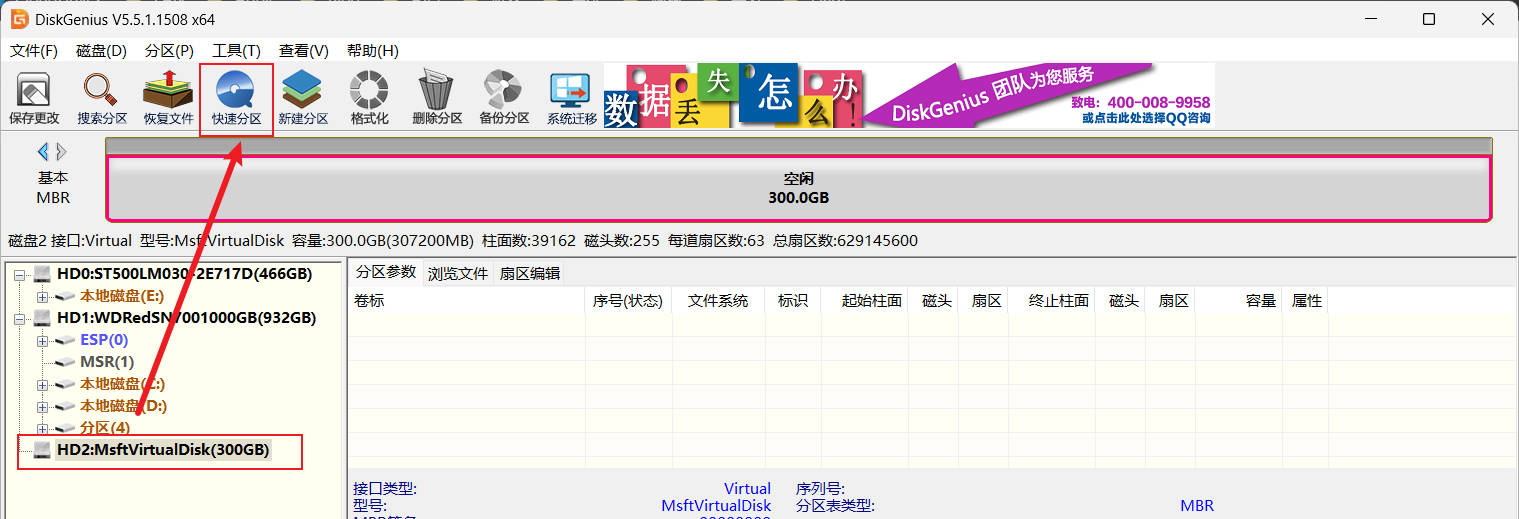 DiskGenius V5.5.1.1508 x64
文件(F) 磁盘(D) 分区(P) 工具(T) 查看(V) 帮助(H)
保存更改 搜索分区 恢复文件 快速分区 新建分区 格式化 删除分区 备份分区 系统迁移
数据丢失怎么办!
DiskGenius 团队为您服务
致电: 400-008-9958
或点击此处选择QQ咨询
基本
MBR
空闲
300.0GB
磁盘2 接口:Virtual 型号:MsftVirtualDisk 容量:300.0GB(307200MB) 柱面数:39162 磁头数:255 每道扇区数:63 总扇区数:629145600
HD0:ST500LM030-2E717D(466GB)
本地磁盘(E:)
HD1:WDRedSN7001000GB(932GB)
ESP(0)
MSR(1)
本地磁盘(C:)
本地磁盘(D:)
分区(4)
HD2:MsftVirtualDisk(300GB)
分区参数 浏览文件 扇区编辑
卷标 序号(状态) 文件系统 标识 起始柱面 磁头 扇区 终止柱面 磁头 扇区 容量 属性
接口类型: Virtual 序列号:
型号: MsftVirtualDisk 分区表类型: MBR